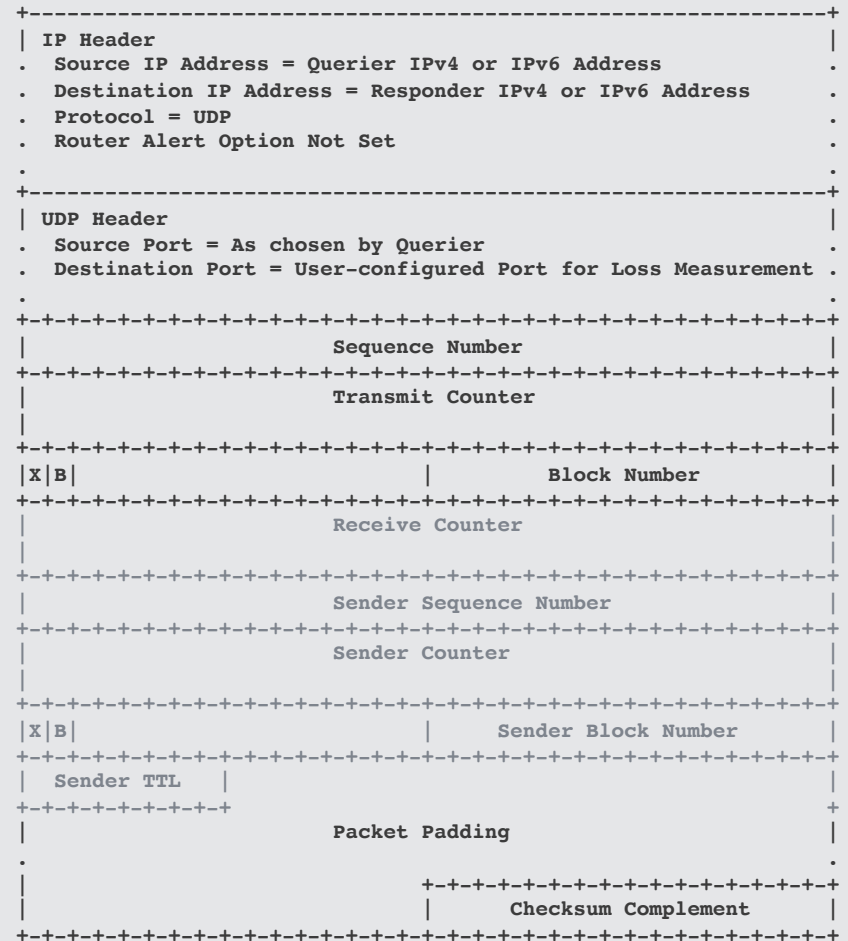 +----------------------------------------------------------------+
| IP Header |
. Source IP Address = Querier IPv4 or IPv6 Address .
. Destination IP Address = Responder IPv4 or IPv6 Address .
. Protocol = UDP .
. Router Alert Option Not Set .
. .
+----------------------------------------------------------------+
| UDP Header |
. Source Port = As chosen by Querier .
. Destination Port = User-configured Port for Loss Measurement .
. .
+-+-+-+-+-+-+-+-+-+-+-+-+-+-+-+-+-+-+-+-+-+-+-+-+-+-+-+-+-+-+-+-+
| Sequence Number |
+-+-+-+-+-+-+-+-+-+-+-+-+-+-+-+-+-+-+-+-+-+-+-+-+-+-+-+-+-+-+-+-+
| Transmit Counter |
| |
+-+-+-+-+-+-+-+-+-+-+-+-+-+-+-+-+-+-+-+-+-+-+-+-+-+-+-+-+-+-+-+-+
|X|B| | Block Number |
+-+-+-+-+-+-+-+-+-+-+-+-+-+-+-+-+-+-+-+-+-+-+-+-+-+-+-+-+-+-+-+-+
| Receive Counter |
| |
+-+-+-+-+-+-+-+-+-+-+-+-+-+-+-+-+-+-+-+-+-+-+-+-+-+-+-+-+-+-+-+-+
| Sender Sequence Number |
+-+-+-+-+-+-+-+-+-+-+-+-+-+-+-+-+-+-+-+-+-+-+-+-+-+-+-+-+-+-+-+-+
| Sender Counter |
| |
+-+-+-+-+-+-+-+-+-+-+-+-+-+-+-+-+-+-+-+-+-+-+-+-+-+-+-+-+-+-+-+-+
|X|B| | Sender Block Number |
+-+-+-+-+-+-+-+-+-+-+-+-+-+-+-+-+-+-+-+-+-+-+-+-+-+-+-+-+-+-+-+-+
| Sender TTL | |
+-+-+-+-+-+-+-+-+ +
| Packet Padding |
. .
| +-+-+-+-+-+-+-+-+-+-+-+-+-+-+-+-+
| | Checksum Complement |
+-+-+-+-+-+-+-+-+-+-+-+-+-+-+-+-+-+-+-+-+-+-+-+-+-+-+-+-+-+-+-+-+